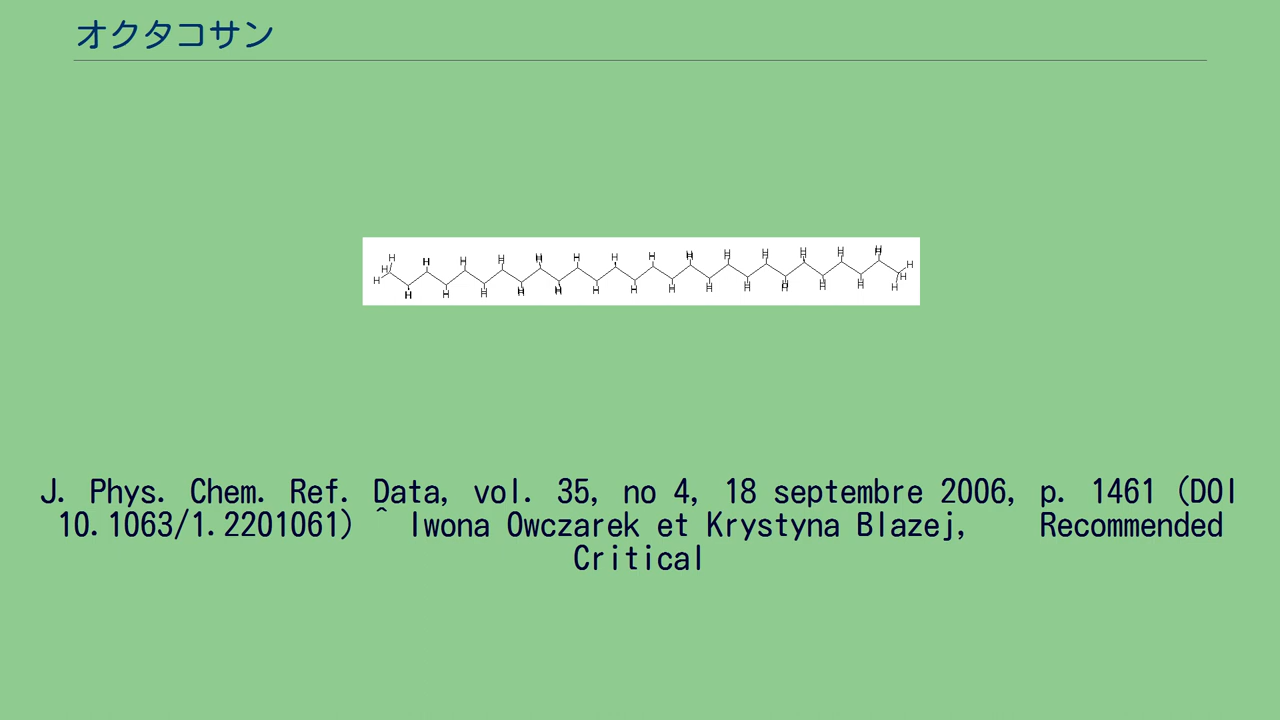 オクタコサン
J. Phys. Chem. Ref. Data, vol. 35, no 4, 18 septembre 2006, p. 1461 (DOI
10.1063/1.2201061) ^ Iwona Owczarek et Krystyna Blazej, Recommended
Critical